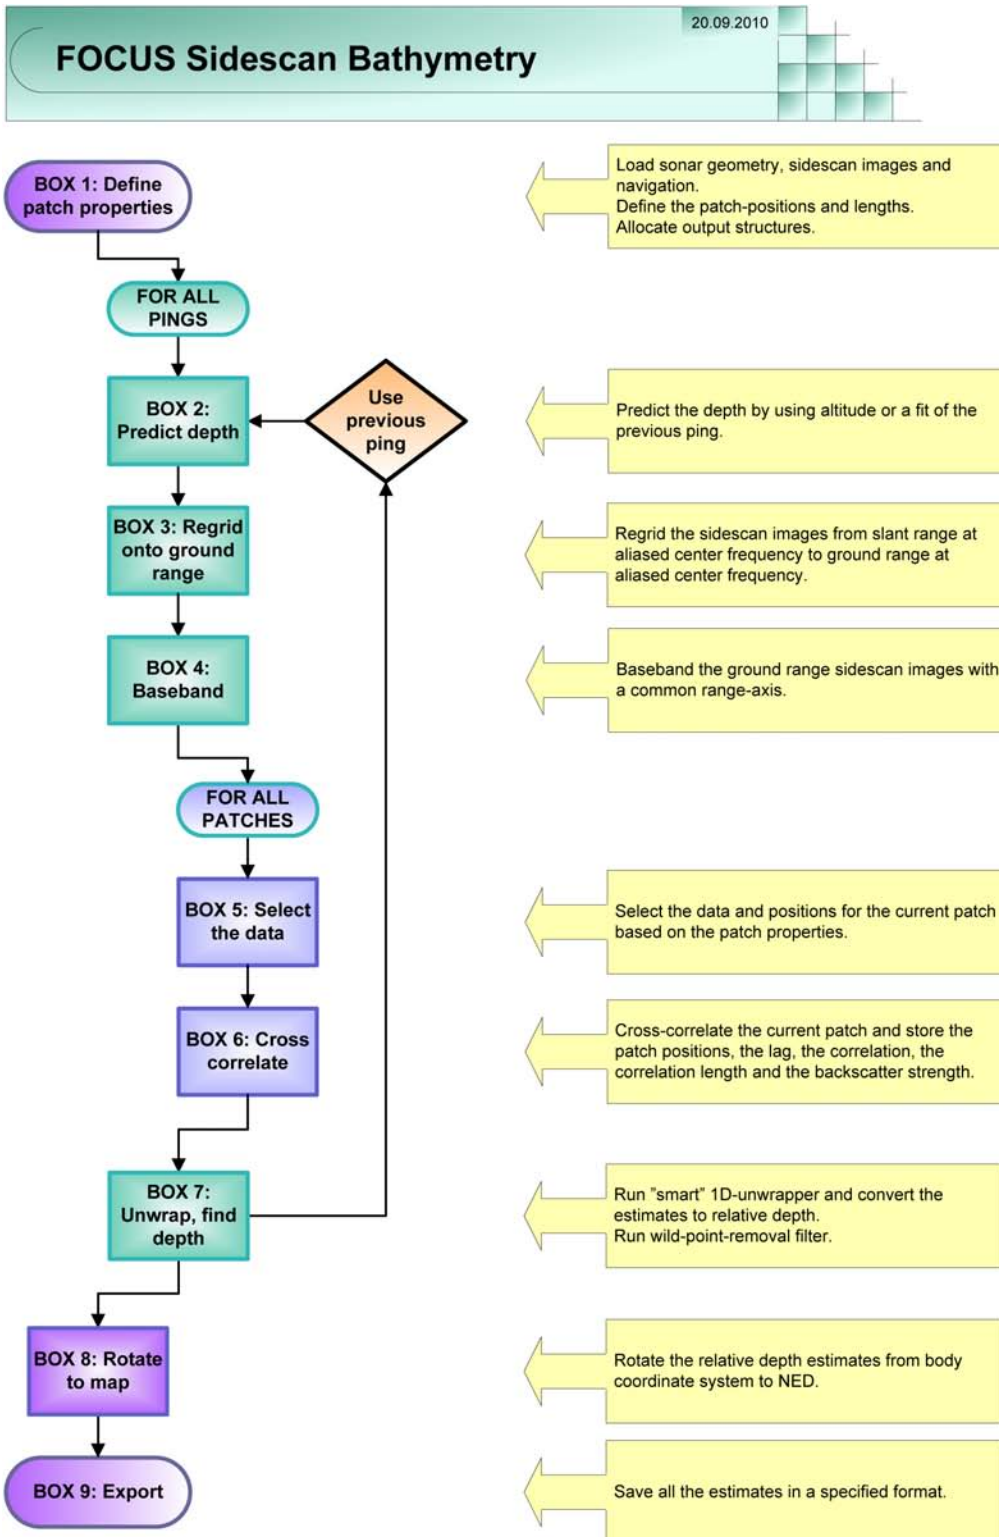 20.09.2010
FOCUS Sidescan Bathymetry
BOX 1: Define
patch properties
Load sonar geometry, sidescan images and
navigation.
Define the patch-positions and lengths.
Allocate output structures.
FOR ALL
PINGS
BOX 2:
Predict depth
Use
previous
ping
Predict the depth by using altitude or a fit of the
previous ping.
BOX 3: Regrid
onto ground
range
Regrid the sidescan images from slant range at
aliased center frequency to ground range at
aliased center frequency.
BOX 4:
Baseband
Baseband the ground range sidescan images with
a common range-axis.
FOR ALL
PATCHES
BOX 5: Select
the data
Select the data and positions for the current patch
based on the patch properties.
BOX 6: Cross
correlate
Cross-correlate the current patch and store the
patch positions, the lag, the correlation, the
correlation length and the backscatter strength.
BOX 7:
Unwrap, find
depth
Run ”smart” 1D-unwrapper and convert the
estimates to relative depth.
Run wild-point-removal filter.
BOX 8: Rotate
to map
Rotate the relative depth estimates from body
coordinate system to NED.
BOX 9: Export
Save all the estimates in a specified format.